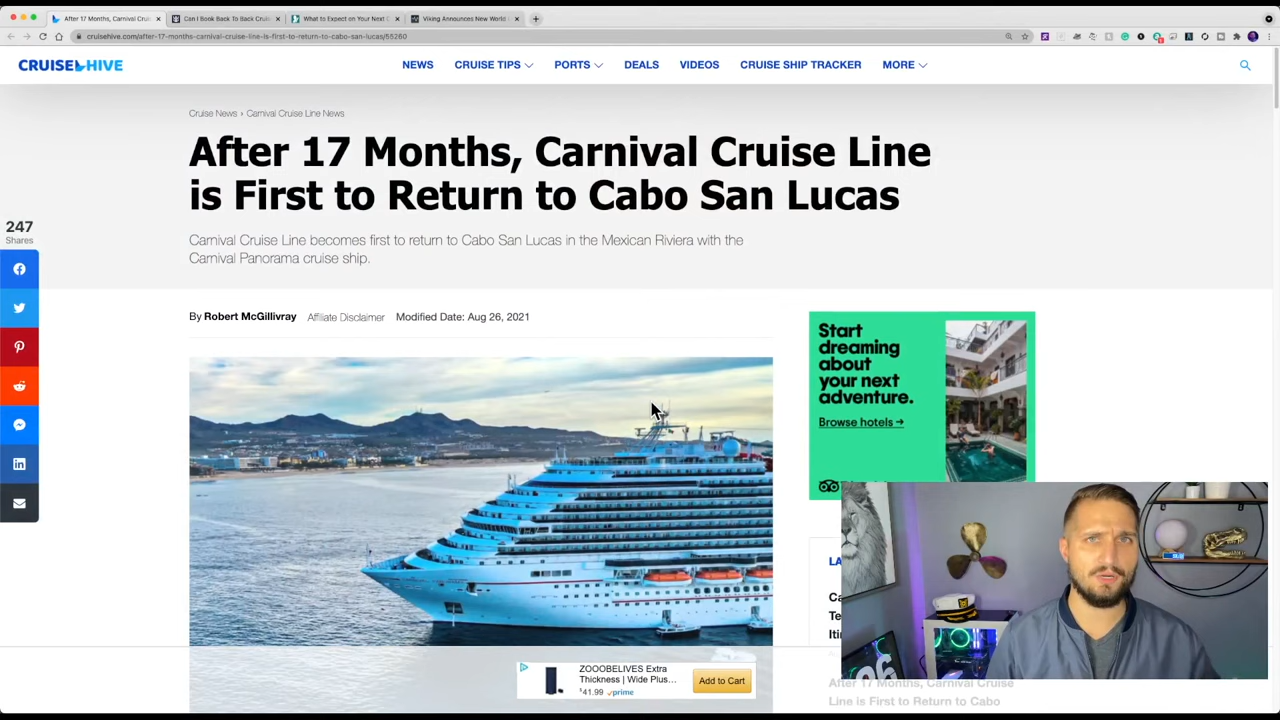 After 17 Months, Carnival Cruis
Can I Book Back To Back Cruise
What to Expect on Your Next C
Viking Announces New World
cruisehive.com/after-17-months-carnival-cruise-line-is-first-to-return-to-cabo-san-lucas/55260
CRUISE HIVE
NEWS CRUISE TIPS PORTS DEALS VIDEOS CRUISE SHIP TRACKER MORE
Cruise News › Carnival Cruise Line News
After 17 Months, Carnival Cruise Line
is First to Return to Cabo San Lucas
Carnival Cruise Line becomes first to return to Cabo San Lucas in the Mexican Riviera with the
Carnival Panorama cruise ship.
247
Shares
By Robert McGillivray Affiliate Disclaimer Modified Date: Aug 26, 2021
Start
dreaming
about
your next
adventure.
Browse hotels →
LA
Ca
Te
Iti
After 17 Months, Carnival Cruise
Line is First to Return to Cabo
ZOOOBELIVES Extra
Thickness | Wide Plus…
$41.99 prime
Add to Cart